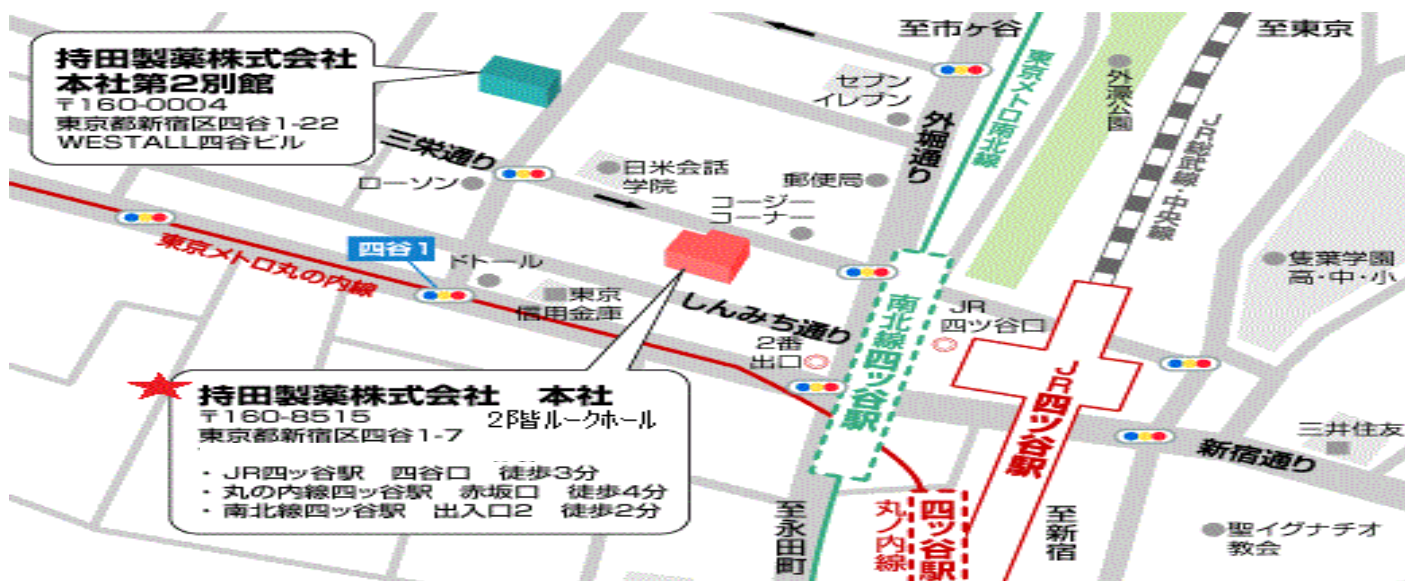 持田製薬株式会社
本社第2別館
〒160-0004
東京都新宿区四谷1-22
WESTALL四谷ビル
至市ヶ谷
至東京
東京メトロ南北線
外濠公園
JR総武線・中央線
セブン
イレブン
外堀通り
三栄通り
ローソン
日米会話
学院
郵便局
コージー
コーナー
四谷1
ドトール
東京メトロ丸の内線
東京
信用金庫
しんみち通り
2番
出口
南北線四ッ谷駅
JR
四ツ谷口
JR四ツ谷駅
雙葉学園
高・中・小
三井住友
新宿通り
持田製薬株式会社 本社
〒160-8515 2階ルークホール
東京都新宿区四谷1-7
・JR四ッ谷駅 四谷口 徒歩3分
・丸の内線四ッ谷駅 赤坂口 徒歩4分
・南北線四ッ谷駅 出入口2 徒歩2分
至永田町
丸ノ内線
四ツ谷駅
至新宿
聖イグナチオ
教会